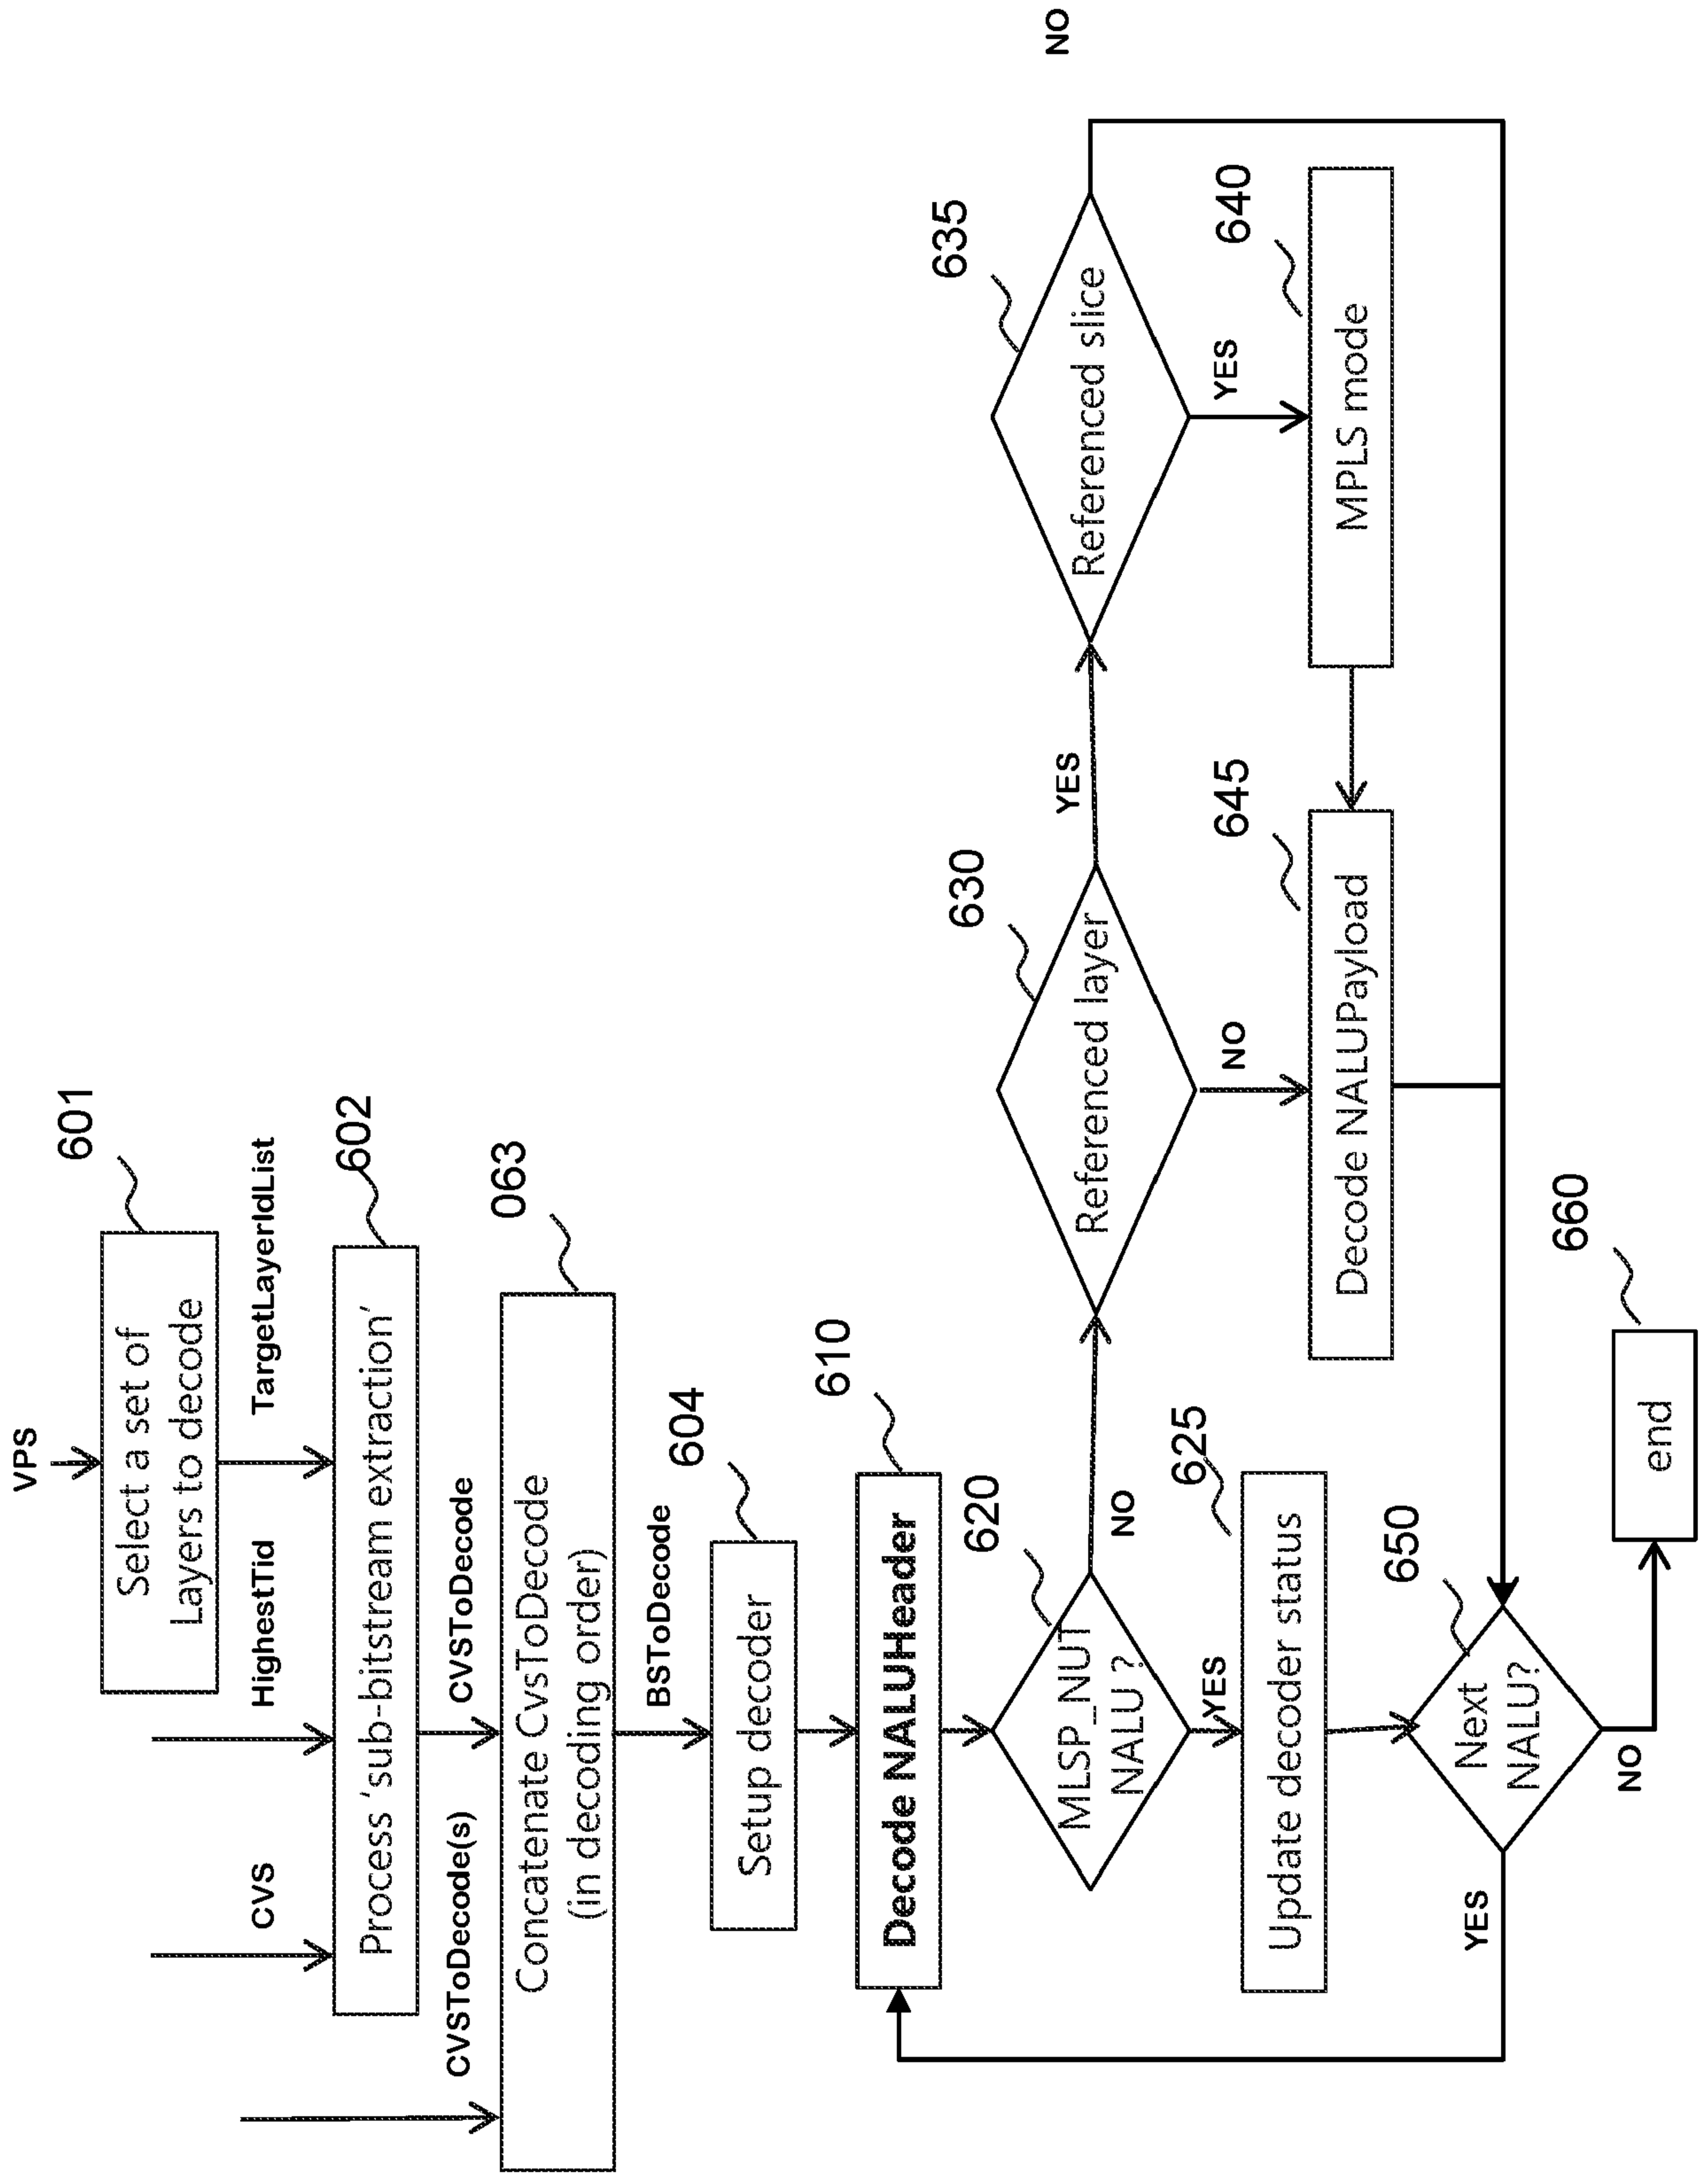 VPS
601
Select a set of
Layers to decode
CVS
HighestTid
TargetLayerIdList
602
Process ‘sub-bitstream extraction’
CVSToDecode(s)
CVSToDecode
063
Concatenate CvsToDecode
(in decoding order)
BSToDecode
604
Setup decoder
610
Decode NALUHeader
620
MLSP_NUT
NALU ?
NO
YES
630
Referenced layer
YES
NO
635
Referenced slice
NO
YES
625
Update decoder status
645
Decode NALUPayload
640
MPLS mode
650
Next
NALU?
YES
NO
660
end